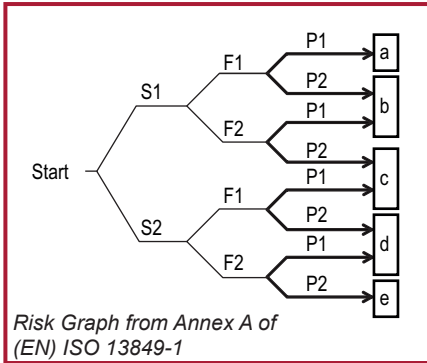 P1
a
F1
P2
S1
b
P1
F2
P2
c
Start
P1
F1
P2
S2
d
P1
F2
P2
e
Risk Graph from Annex A of
(EN) ISO 13849-1